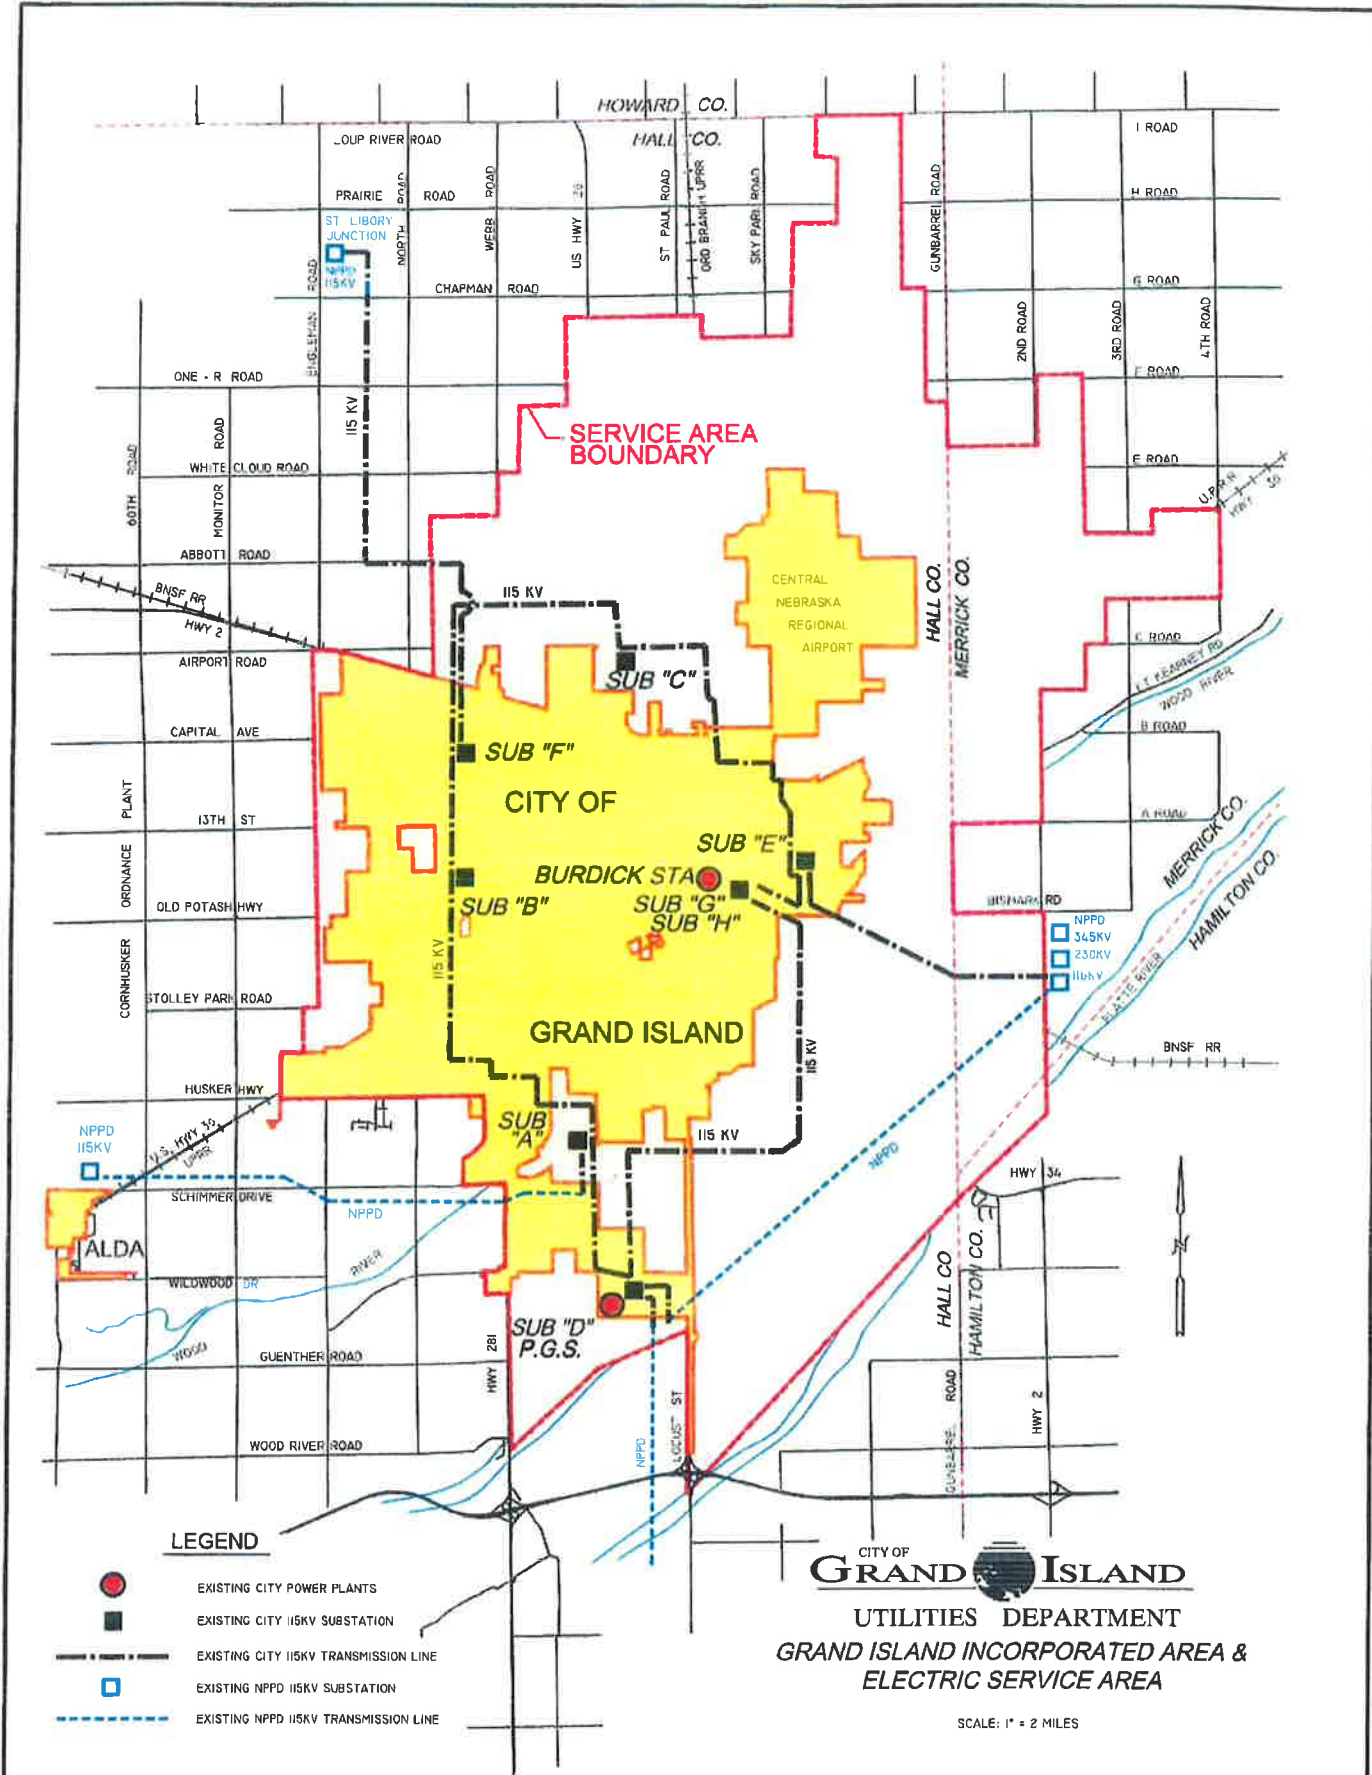 HOWARD CO.
HALL CO.
LOUP RIVER ROAD
I ROAD
PRAIRIE ROAD
H ROAD
ST LIBORY
JUNCTION
NPPD
115KV
NORTH ROAD
WEBB ROAD
US HWY 28
ST PAUL ROAD
ORD BRANCH UPRR
SKY PARK ROAD
GUNBARREL ROAD
CHAPMAN ROAD
G ROAD
ENGLEMAN ROAD
2ND ROAD
3RD ROAD
4TH ROAD
ONE - R ROAD
F ROAD
115 KV
SERVICE AREA
BOUNDARY
60TH ROAD
MONITOR ROAD
WHITE CLOUD ROAD
E ROAD
U.P.R.R
HWY 30
ABBOTT ROAD
BNSF RR
HWY 2
115 KV
CENTRAL
NEBRASKA
REGIONAL
AIRPORT
HALL CO.
MERRICK CO.
AIRPORT ROAD
SUB "C"
C ROAD
FT KEARNEY RD
WOOD RIVER
CAPITAL AVE
SUB "F"
B ROAD
CITY OF
CORNHUSKER ORDNANCE PLANT
13TH ST
A ROAD
SUB "E"
MERRICK CO.
HAMILTON CO.
BURDICK STA
SUB "B"
SUB "G"
SUB "H"
OLD POTASH HWY
BISMARK RD
NPPD
345KV
230KV
115KV
115 KV
PLATTE RIVER
STOLLEY PARK ROAD
GRAND ISLAND
115 KV
BNSF RR
HUSKER HWY
NPPD
115KV
U.S. HWY 30
UPRR
SUB
"A"
115 KV
NPPD
HWY 34
SCHIMMER DRIVE
NPPD
ALDA
WILDWOOD DR
RIVER
WOOD
HALL CO
HAMILTON CO.
SUB "D"
P.G.S.
GUENTHER ROAD
HWY 281
LOCUST ST
GUNBARREL ROAD
HWY 2
WOOD RIVER ROAD
NPPD
LEGEND
EXISTING CITY POWER PLANTS
EXISTING CITY 115KV SUBSTATION
EXISTING CITY 115KV TRANSMISSION LINE
EXISTING NPPD 115KV SUBSTATION
EXISTING NPPD 115KV TRANSMISSION LINE
N
CITY OF
GRAND ISLAND
UTILITIES DEPARTMENT
GRAND ISLAND INCORPORATED AREA &
ELECTRIC SERVICE AREA
SCALE: 1" = 2 MILES